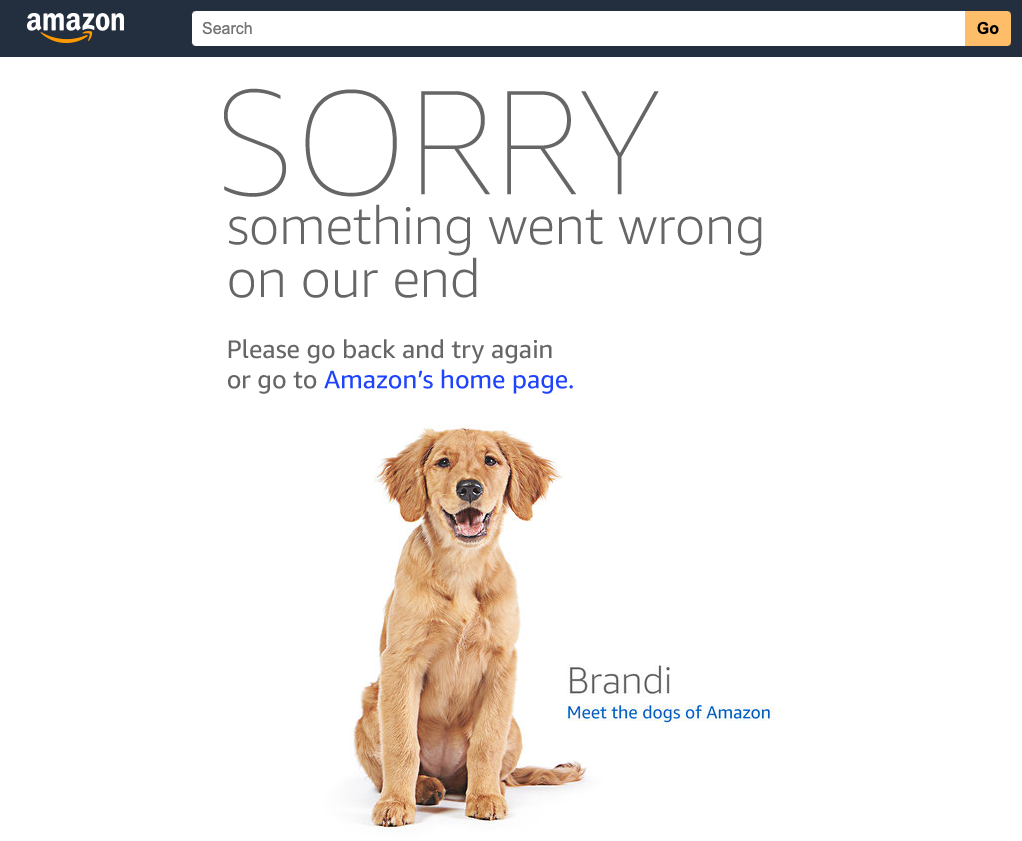 amazon
Search
Go
SORRY
something went wrong
on our end
Please go back and try again
or go to Amazon's home page.
Brandi
Meet the dogs of Amazon